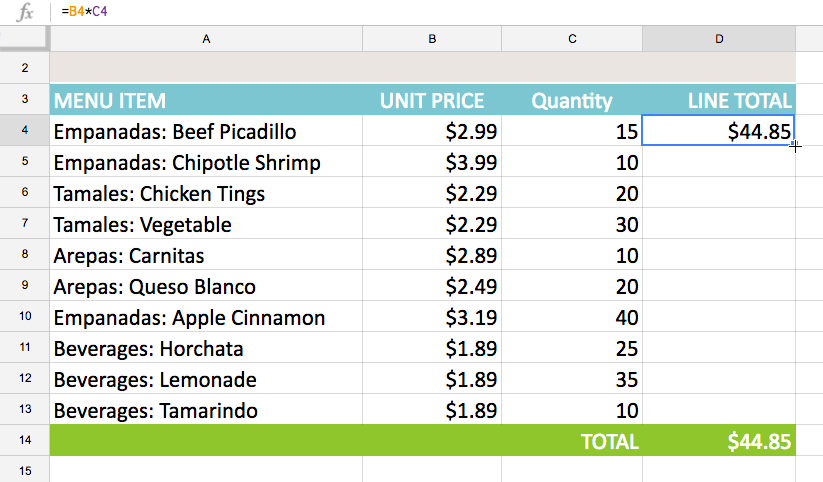 fx =B4*C4
A B C D
2
3 MENU ITEM UNIT PRICE Quantity LINE TOTAL
4 Empanadas: Beef Picadillo $2.99 15 $44.85
5 Empanadas: Chipotle Shrimp $3.99 10
6 Tamales: Chicken Tings $2.29 20
7 Tamales: Vegetable $2.29 30
8 Arepas: Carnitas $2.89 10
9 Arepas: Queso Blanco $2.49 20
10 Empanadas: Apple Cinnamon $3.19 40
11 Beverages: Horchata $1.89 25
12 Beverages: Lemonade $1.89 35
13 Beverages: Tamarindo $1.89 10
14 TOTAL $44.85
15